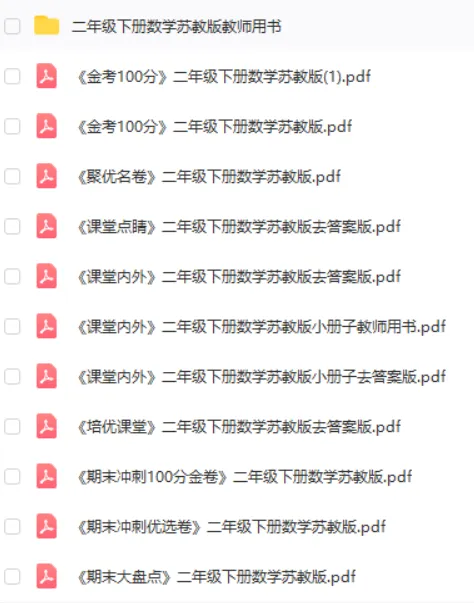 二年级下册数学苏教版教师用书
《金考100分》二年级下册数学苏教版(1).pdf
《金考100分》二年级下册数学苏教版.pdf
《聚优名卷》二年级下册数学苏教版.pdf
《课堂点睛》二年级下册数学苏教版去答案版.pdf
《课堂内外》二年级下册数学苏教版去答案版.pdf
《课堂内外》二年级下册数学苏教版小册子教师用书.pdf
《课堂内外》二年级下册数学苏教版小册子去答案版.pdf
《培优课堂》二年级下册数学苏教版去答案版.pdf
《期末冲刺100分金卷》二年级下册数学苏教版.pdf
《期末冲刺优选卷》二年级下册数学苏教版.pdf
《期末大盘点》二年级下册数学苏教版.pdf